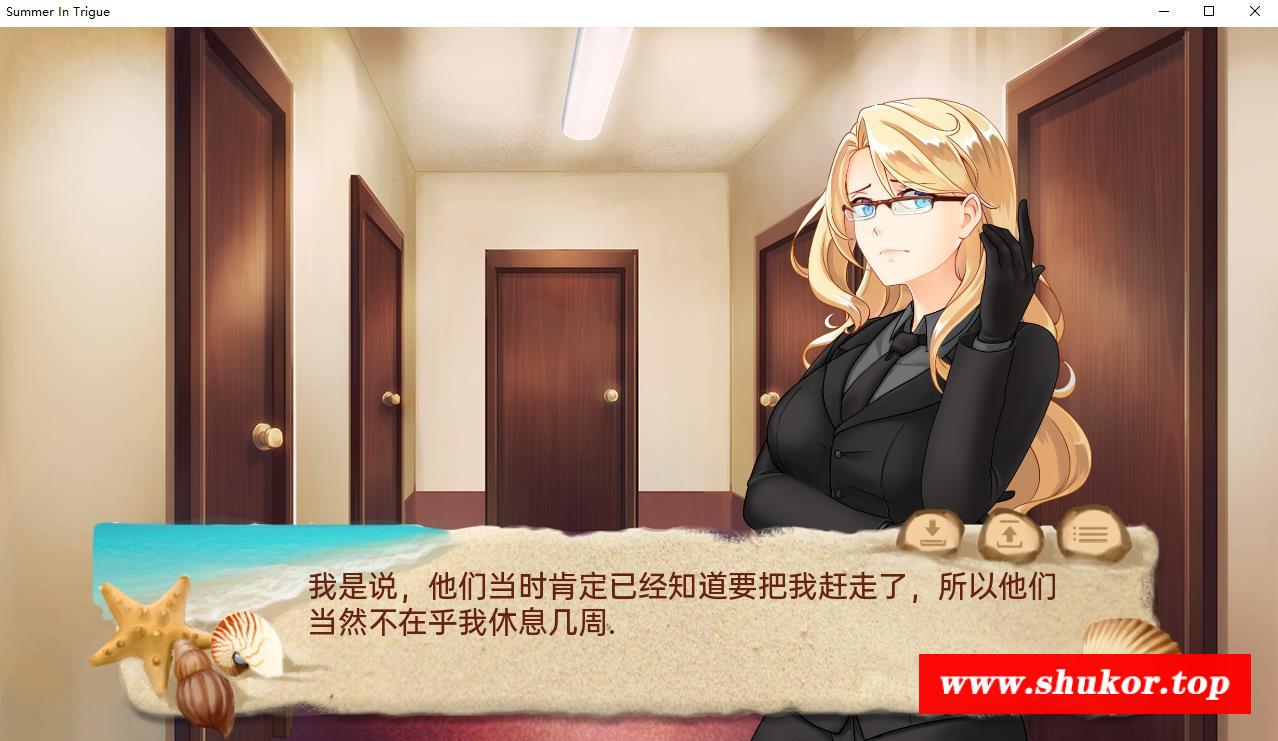 Summer In Trigue
我是说，他们当时肯定已经知道要把我赶走了，所以他们
当然不在乎我休息几周.
www.shukor.top